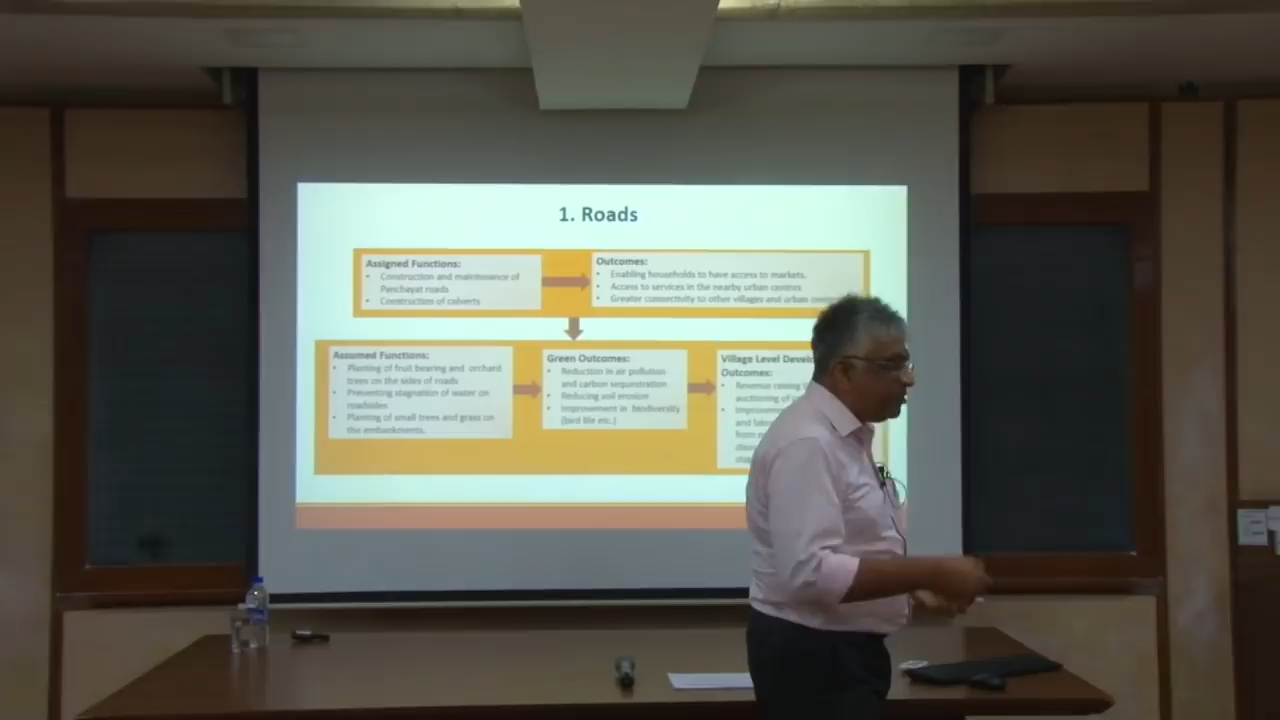 1. Roads
Assigned Functions:
• Construction and maintenance of
Panchayat roads
• Construction of culverts
Outcomes:
• Enabling households to have access to markets.
• Access to services in the nearby urban centres
• Greater connectivity to other villages and urban
Assumed Functions:
• Planting of fruit bearing and orchard
trees on the sides of roads
• Preventing stagnation of water on
roadsides
• Planting of small trees and grass on
the embankments.
Green Outcomes:
• Reduction in air pollution
and carbon sequestration
• Reducing soil erosion
• Improvement in biodiversity
(bird life etc.)
Village Level
Outcomes:
• Revenue raising
auctioning of
•
and
from